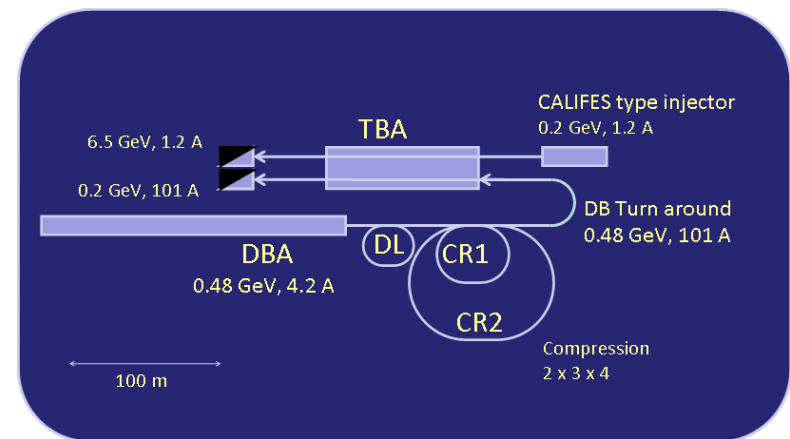 CALIFES type injector
0.2 GeV, 1.2 A
TBA
6.5 GeV, 1.2 A
0.2 GeV, 101 A
DB Turn around
0.48 GeV, 101 A
DBA
0.48 GeV, 4.2 A
DL
CR1
CR2
Compression
2 x 3 x 4
100 m